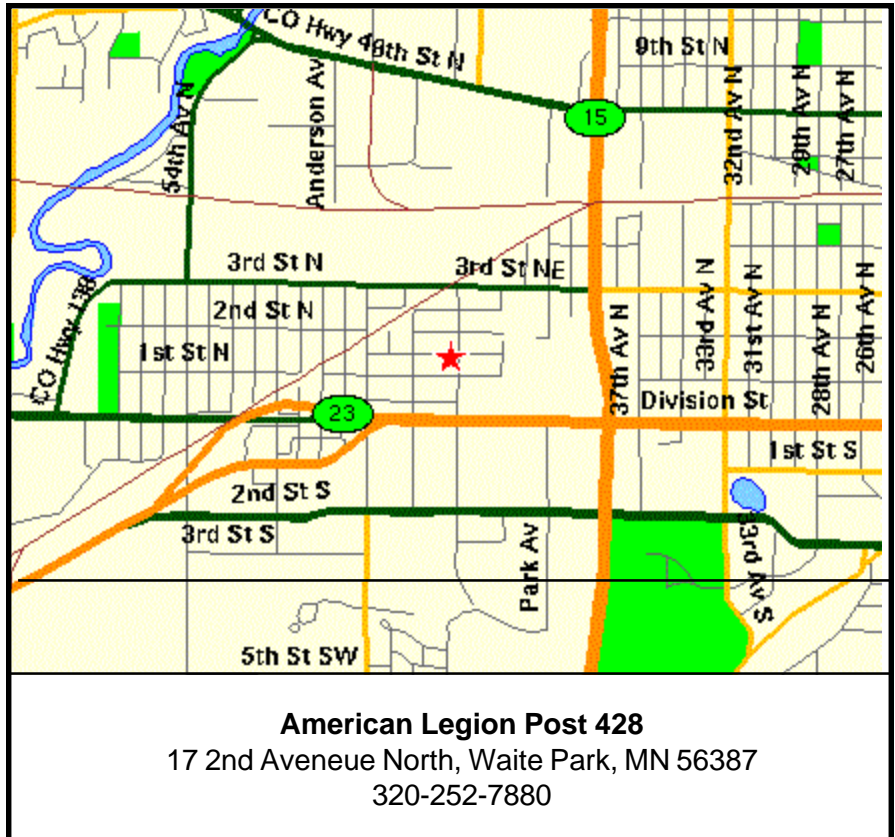 CO Hwy 49th St N
9th St N
15
54th Av N
Anderson Av
32nd Av N
29th Av N
27th Av N
3rd St N
3rd St NE
CO Hwy 138
2nd St N
1st St N
37th Av N
33rd Av N
31st Av N
28th Av N
26th Av N
23
Division St
1st St S
2nd St S
3rd St S
Park Av
33rd Av S
5th St SW
American Legion Post 428
17 2nd Aveneue North, Waite Park, MN 56387
320-252-7880